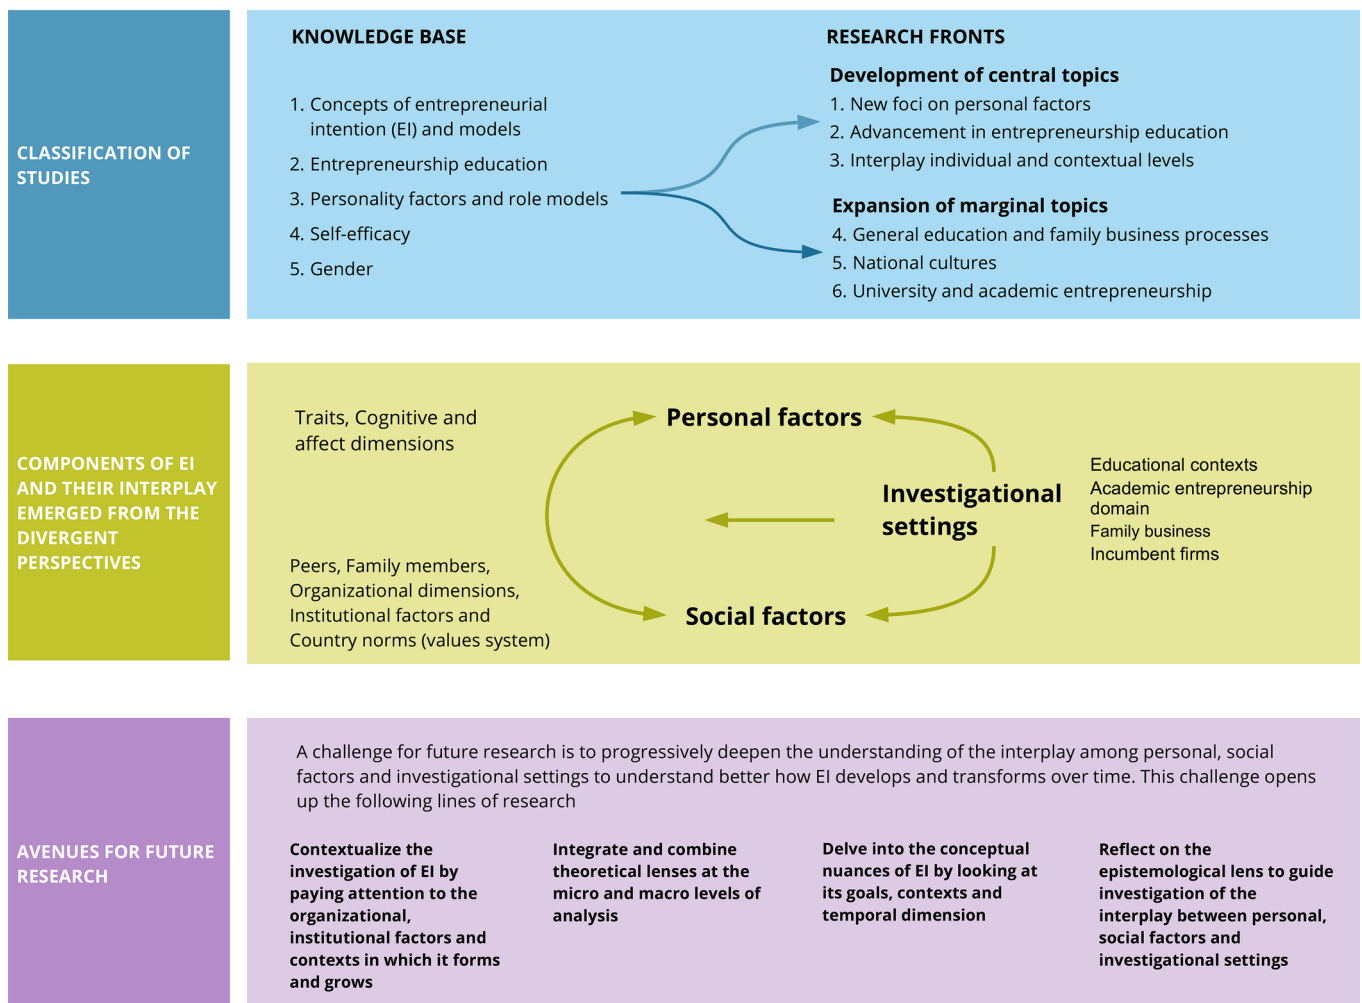 CLASSIFICATION OF
STUDIES
KNOWLEDGE BASE
1. Concepts of entrepreneurial
intention (EI) and models
2. Entrepreneurship education
3. Personality factors and role models
4. Self-efficacy
5. Gender
RESEARCH FRONTS
Development of central topics
1. New foci on personal factors
2. Advancement in entrepreneurship education
3. Interplay individual and contextual levels
Expansion of marginal topics
4. General education and family business processes
5. National cultures
6. University and academic entrepreneurship
COMPONENTS OF EI
AND THEIR INTERPLAY
EMERGED FROM THE
DIVERGENT
PERSPECTIVES
Traits, Cognitive and
affect dimensions
Peers, Family members,
Organizational dimensions,
Institutional factors and
Country norms (values system)
Personal factors
Investigational
settings
Social factors
Educational contexts
Academic entrepreneurship
domain
Family business
Incumbent firms
AVENUES FOR FUTURE
RESEARCH
A challenge for future research is to progressively deepen the understanding of the interplay among personal, social
factors and investigational settings to understand better how EI develops and transforms over time. This challenge opens
up the following lines of research
Contextualize the
investigation of EI by
paying attention to the
organizational,
institutional factors and
contexts in which it forms
and grows
Integrate and combine
theoretical lenses at the
micro and macro levels of
analysis
Delve into the conceptual
nuances of EI by looking at
its goals, contexts and
temporal dimension
Reflect on the
epistemological lens to guide
investigation of the
interplay between personal,
social factors and
investigational settings